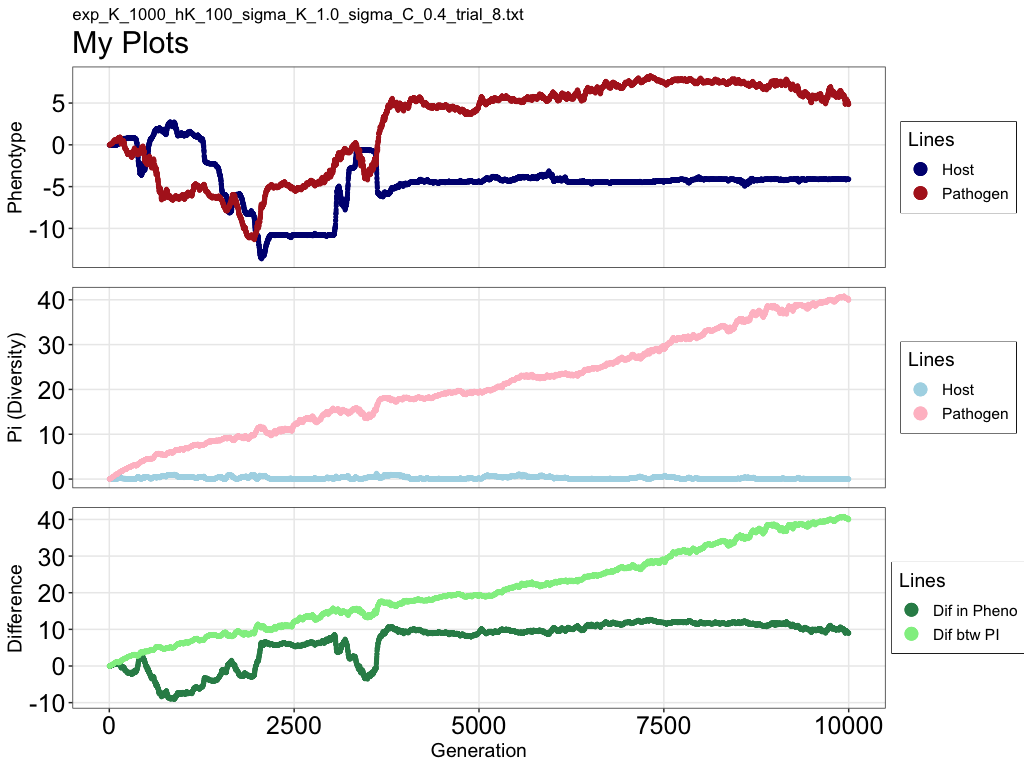 exp_K_1000_hK_100_sigma_K_1.0_sigma_C_0.4_trial_8.txt
My Plots
Phenotype
5
0
-5
-10
Lines
Host
Pathogen
Pi (Diversity)
40
30
20
10
0
Lines
Host
Pathogen
Difference
40
30
20
10
0
-10
Lines
Dif in Pheno
Dif btw PI
0 2500 5000 7500 10000
Generation